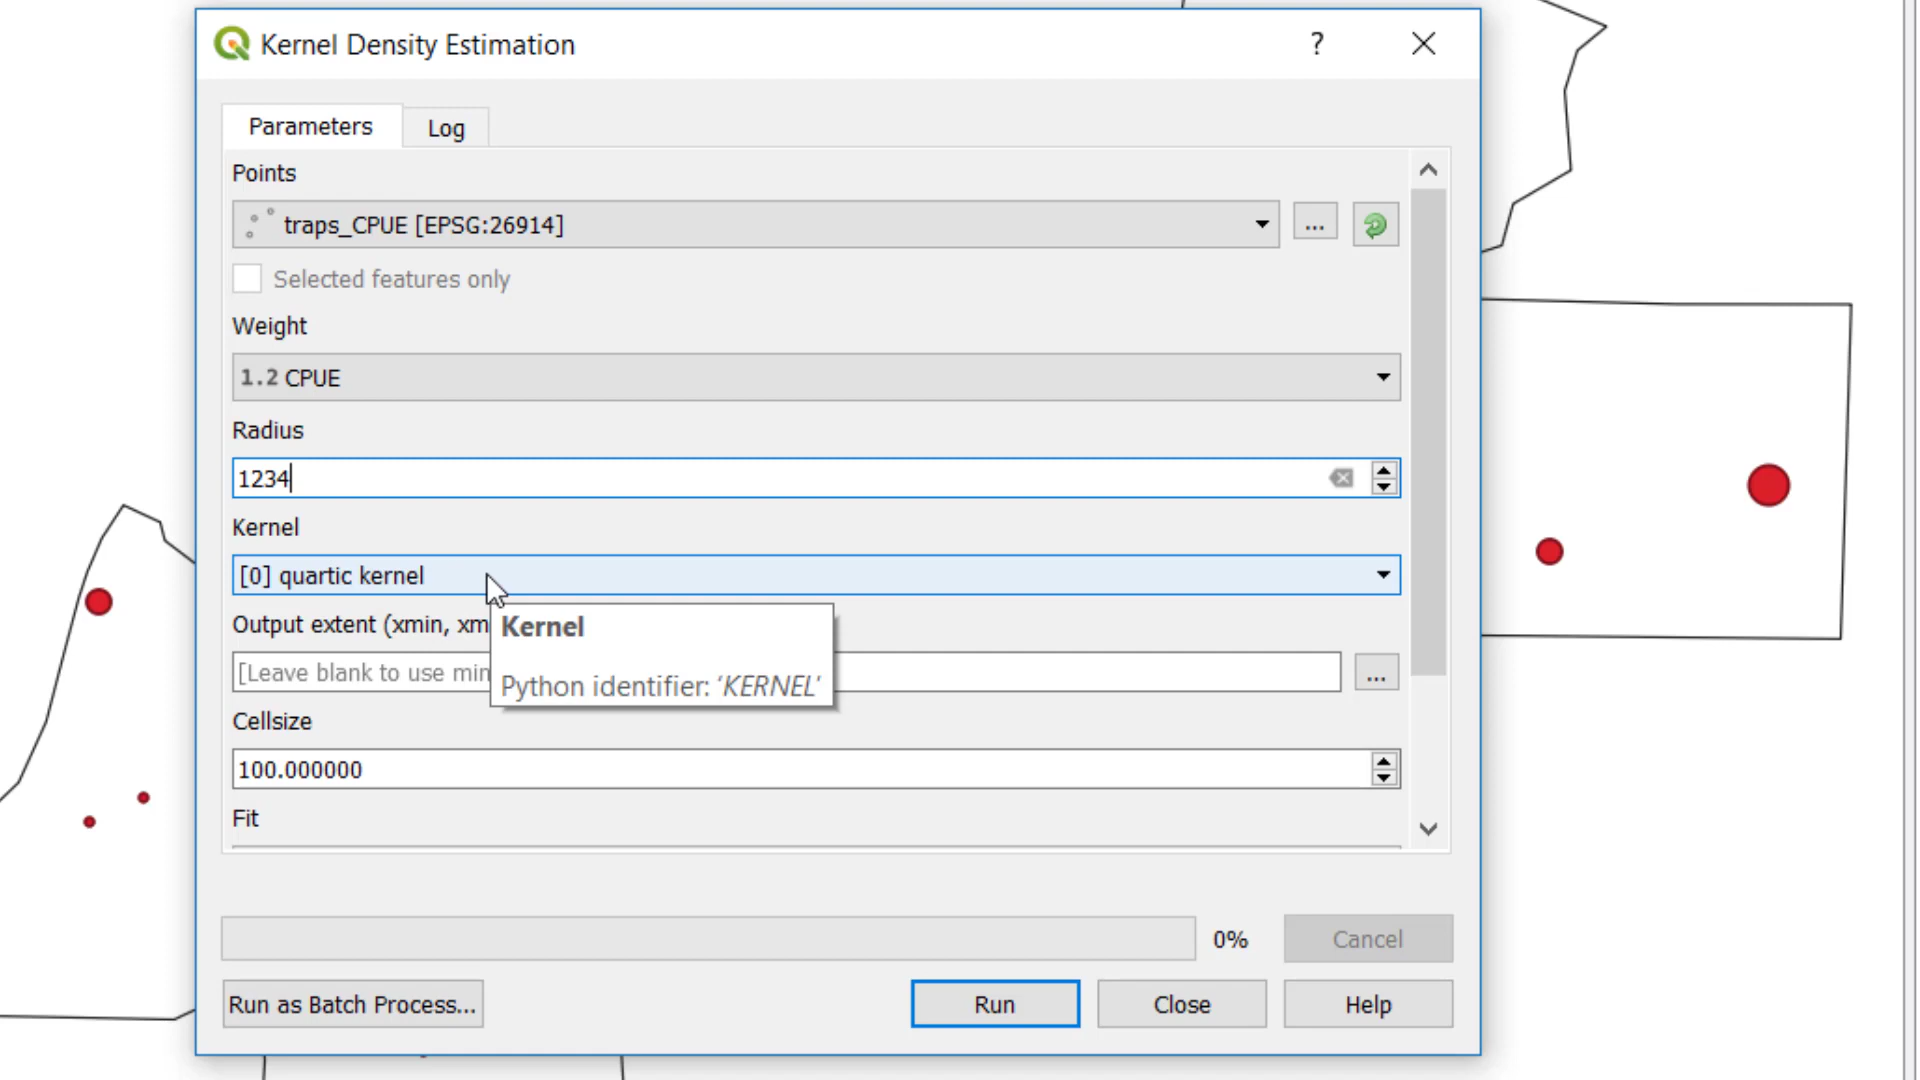 Kernel Density Estimation
?
Parameters
Log
Points
traps_CPUE [EPSG:26914]
...
Selected features only
Weight
1.2 CPUE
Radius
1234
Kernel
[0] quartic kernel
Output extent (xmin, xm
Kernel
[Leave blank to use min
Python identifier: ‘KERNEL’
...
Cellsize
100.000000
Fit
0%
Cancel
Run as Batch Process...
Run
Close
Help